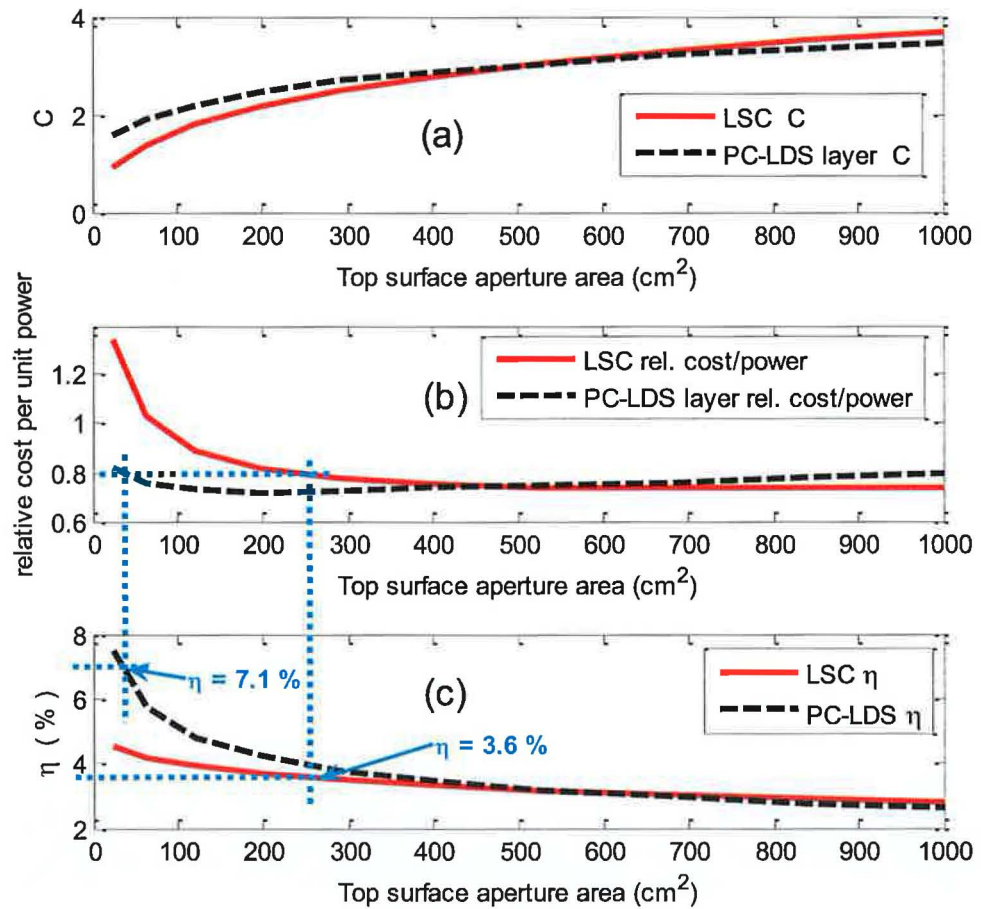 4
2
0
C
(a)
LSC C
PC-LDS layer C
0 100 200 300 400 500 600 700 800 900 1000
Top surface aperture area (cm²)
relative cost per unit power
1.2
1
0.8
0.6
(b)
LSC rel. cost/power
PC-LDS layer rel. cost/power
0 100 200 300 400 500 600 700 800 900 1000
Top surface aperture area (cm²)
8
6
4
2
η (%)
η = 7.1 %
(c)
η = 3.6 %
LSC η
PC-LDS η
0 100 200 300 400 500 600 700 800 900 1000
Top surface aperture area (cm²)